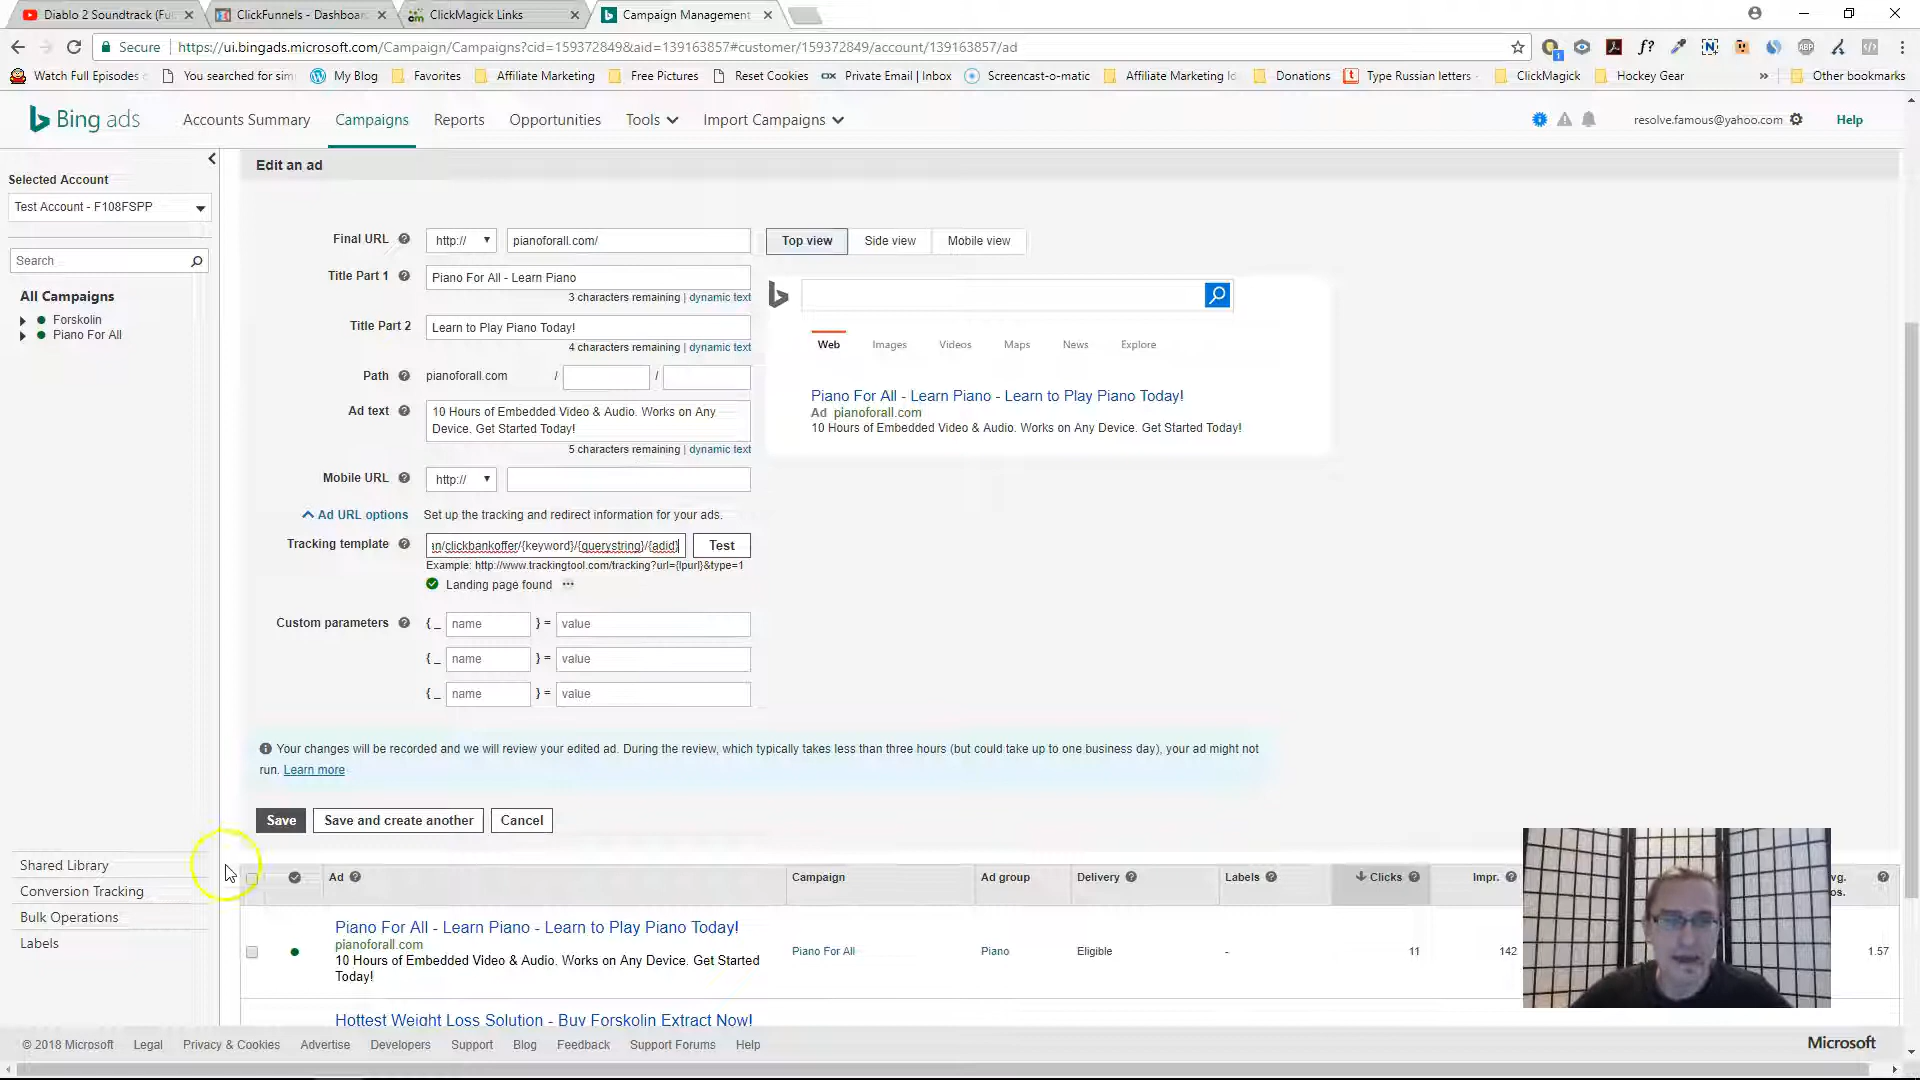 Diablo 2 Soundtrack (Fu
ClickFunnels - Dashboar
ClickMagick Links
Campaign Management
Secure
https://ui.bingads.microsoft.com/Campaign/Campaigns?cid=159372849&aid=139163857#customer/159372849/account/139163857/ad
Watch Full Episodes
You searched for sim
My Blog
Favorites
Affiliate Marketing
Free Pictures
Reset Cookies
Private Email | Inbox
Screencast-o-matic
Affiliate Marketing Id
Donations
Type Russian letters
ClickMagick
Hockey Gear
Other bookmarks
Bing ads
Accounts Summary
Campaigns
Reports
Opportunities
Tools
Import Campaigns
resolve.famous@yahoo.com
Help
Selected Account
Test Account - F108FSPP
Search
All Campaigns
Forskolin
Piano For All
Edit an ad
Final URL
http://
pianoforall.com/
Title Part 1
Piano For All - Learn Piano
3 characters remaining | dynamic text
Title Part 2
Learn to Play Piano Today!
4 characters remaining | dynamic text
Path
pianoforall.com
/
/
Ad text
10 Hours of Embedded Video & Audio. Works on Any
Device. Get Started Today!
5 characters remaining | dynamic text
Mobile URL
http://
Ad URL options
Set up the tracking and redirect information for your ads.
Tracking template
an/clickbankoffer/{keyword}/{querystring}/{adid}
Test
Example: http://www.trackingtool.com/tracking?url={lpurl}&type=1
Landing page found
Custom parameters
{_ name } = value
{_ name } = value
{_ name } = value
Top view
Side view
Mobile view
Web
Images
Videos
Maps
News
Explore
Piano For All - Learn Piano - Learn to Play Piano Today!
Ad pianoforall.com
10 Hours of Embedded Video & Audio. Works on Any Device. Get Started Today!
Your changes will be recorded and we will review your edited ad. During the review, which typically takes less than three hours (but could take up to one business day), your ad might not
run. Learn more
Save
Save and create another
Cancel
Shared Library
Conversion Tracking
Bulk Operations
Labels
Ad
Campaign
Ad group
Delivery
Labels
Clicks
Impr.
vg.
os.
Piano For All - Learn Piano - Learn to Play Piano Today!
pianoforall.com
10 Hours of Embedded Video & Audio. Works on Any Device. Get Started
Today!
Piano For All
Piano
Eligible
-
11
142
1.57
Hottest Weight Loss Solution - Buy Forskolin Extract Now!
© 2018 Microsoft
Legal
Privacy & Cookies
Advertise
Developers
Support
Blog
Feedback
Support Forums
Help
Microsoft